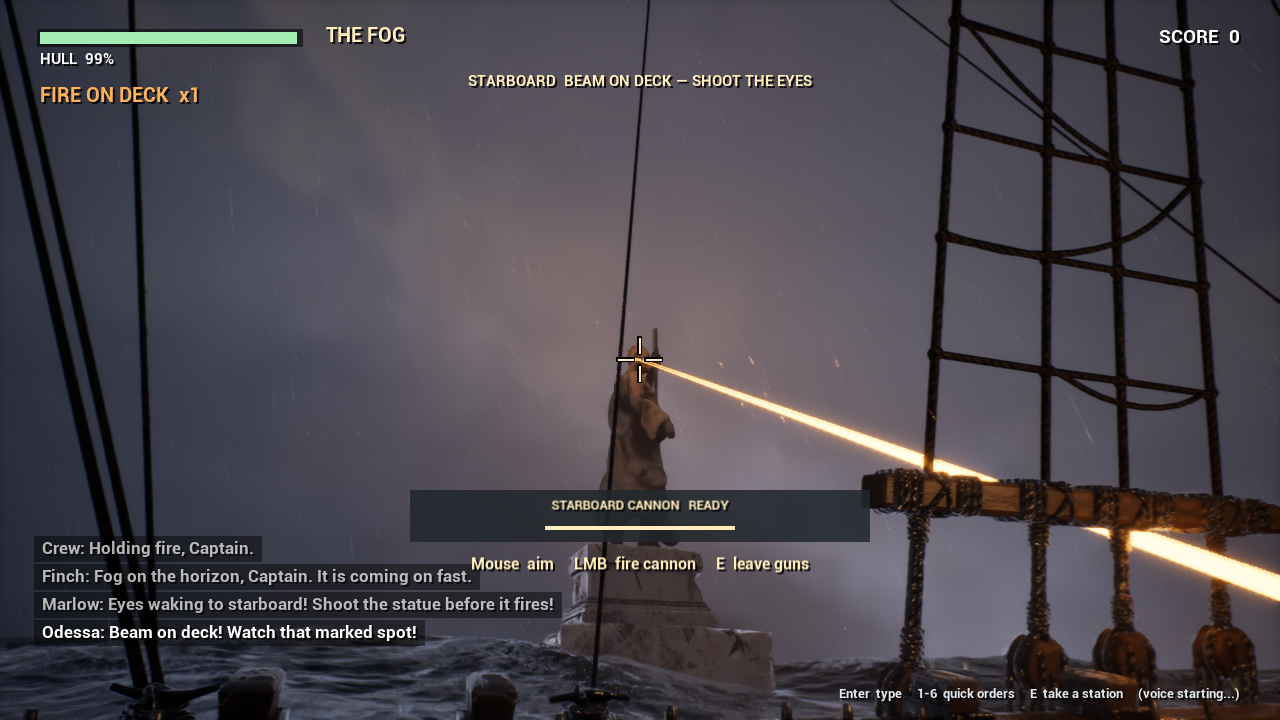 THE FOG
SCORE 0
HULL 99%
STARBOARD BEAM ON DECK — SHOOT THE EYES
FIRE ON DECK x1
STARBOARD CANNON READY
Mouse aim LMB fire cannon E leave guns
Crew: Holding fire, Captain.
Finch: Fog on the horizon, Captain. It is coming on fast.
Marlow: Eyes waking to starboard! Shoot the statue before it fires!
Odessa: Beam on deck! Watch that marked spot!
Enter type 1-6 quick orders E take a station (voice starting...)